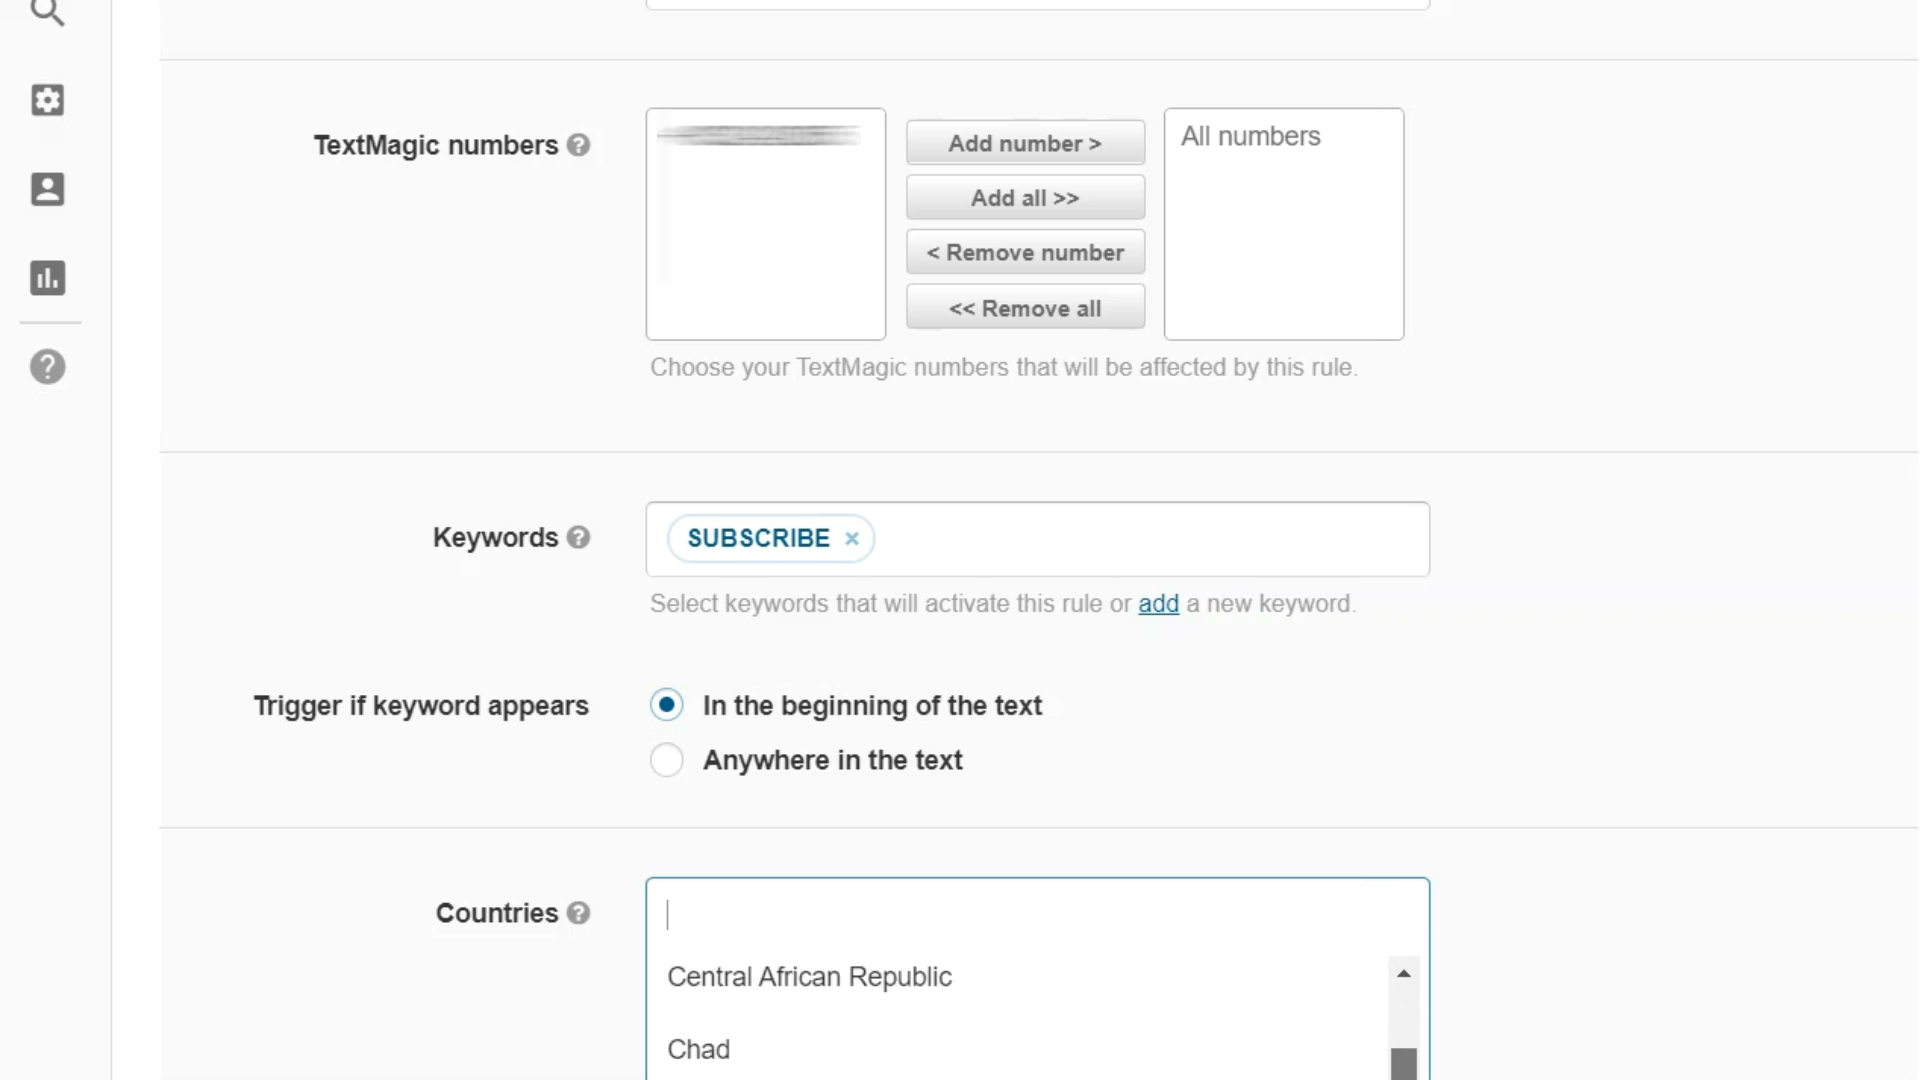 TextMagic numbers ?
Add number >
All numbers
Add all >>
< Remove number
<< Remove all
Choose your TextMagic numbers that will be affected by this rule.
Keywords ?
SUBSCRIBE ×
Select keywords that will activate this rule or add a new keyword.
Trigger if keyword appears
In the beginning of the text
Anywhere in the text
Countries ?
Central African Republic
Chad